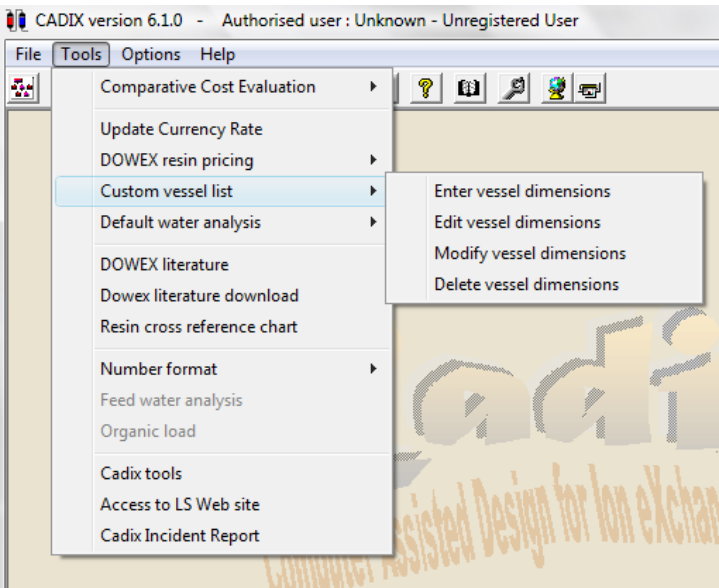 CADIX version 6.1.0 - Authorised user : Unknown - Unregistered User
File Tools Options Help
Comparative Cost Evaluation
Update Currency Rate
DOWEX resin pricing
Custom vessel list
Default water analysis
DOWEX literature
Dowex literature download
Resin cross reference chart
Number format
Feed water analysis
Organic load
Cadix tools
Access to LS Web site
Cadix Incident Report
Enter vessel dimensions
Edit vessel dimensions
Modify vessel dimensions
Delete vessel dimensions
adi
Computer Assisted Design for Ion eXchan